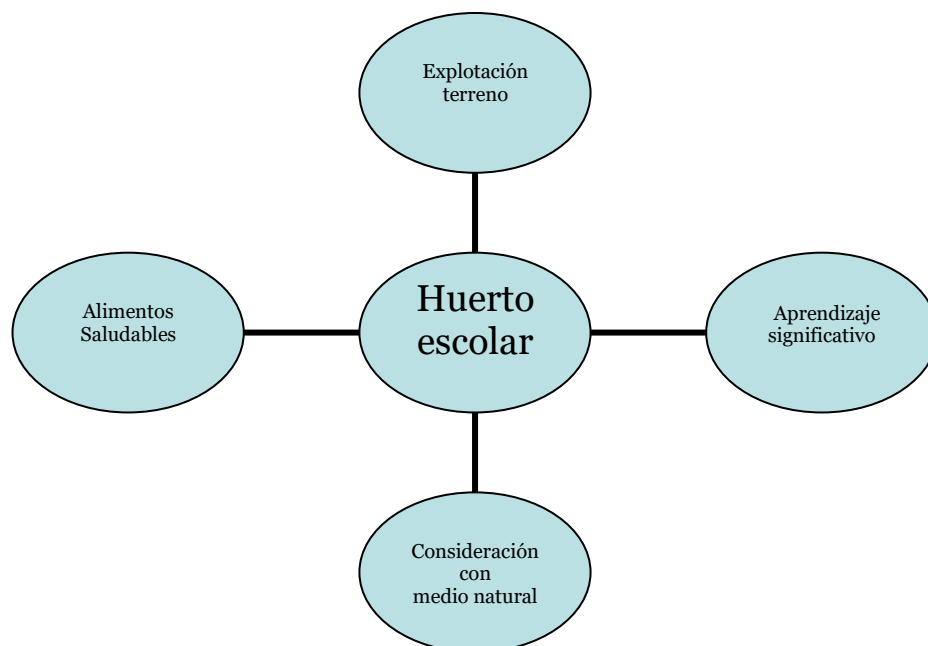 Explotación
terreno
Alimentos
Saludables
Huerto
escolar
Aprendizaje
significativo
Consideración
con
medio natural